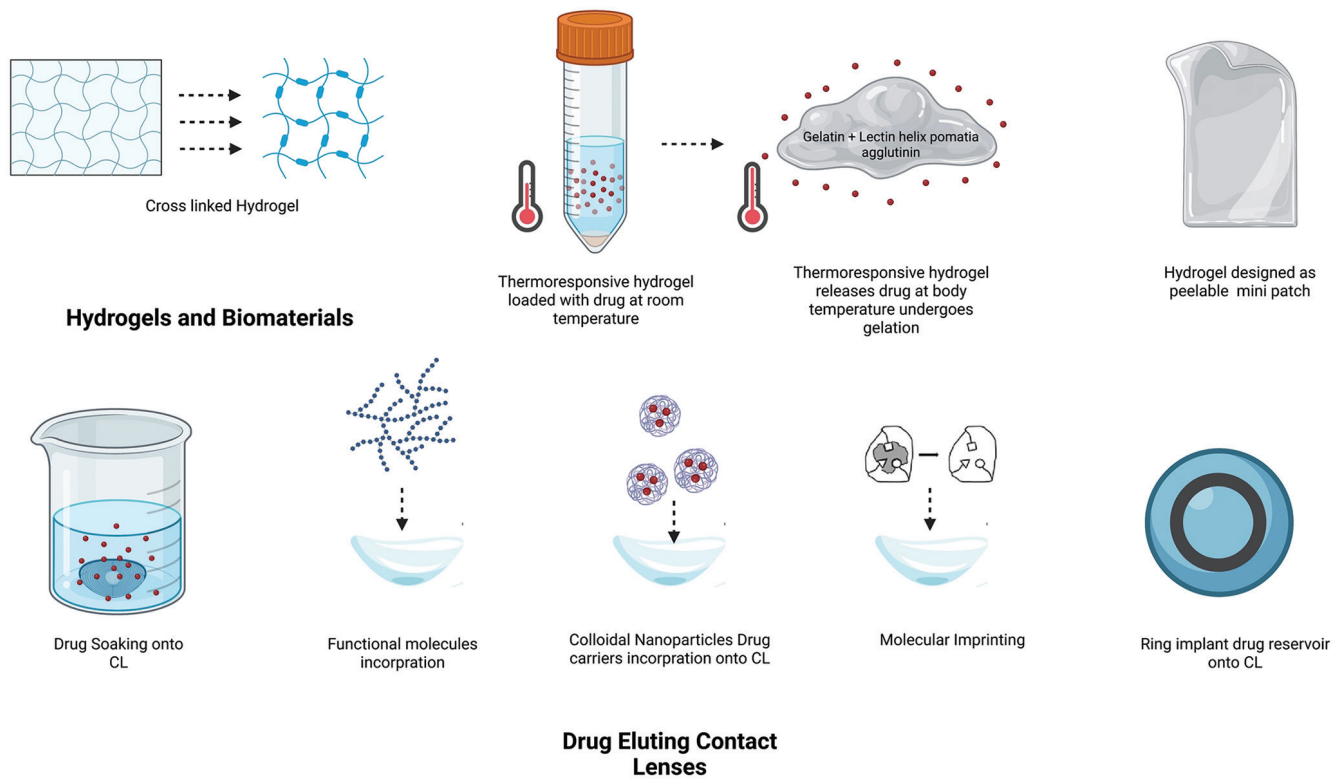 Gelatin + Lectin helix pomatia
agglutinin
Cross linked Hydrogel
Thermoresponsive hydrogel
loaded with drug at room
temperature
Thermoresponsive hydrogel
releases drug at body
temperature undergoes
gelation
Hydrogel designed as
peelable mini patch
Hydrogels and Biomaterials
Drug Soaking onto
CL
Functional molecules
incorpration
Colloidal Nanoparticles Drug
carriers incorpration onto CL
Molecular Imprinting
Ring implant drug reservoir
onto CL
Drug Eluting Contact
Lenses